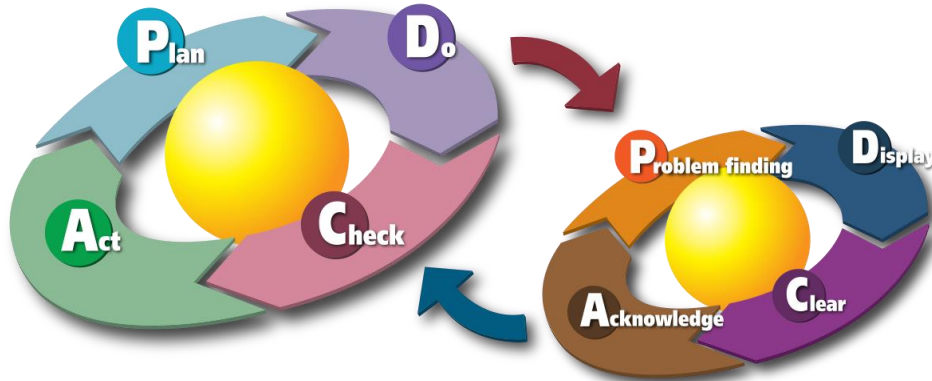 Plan
Do
Check
Act
Problem finding
Display
Clear
Acknowledge